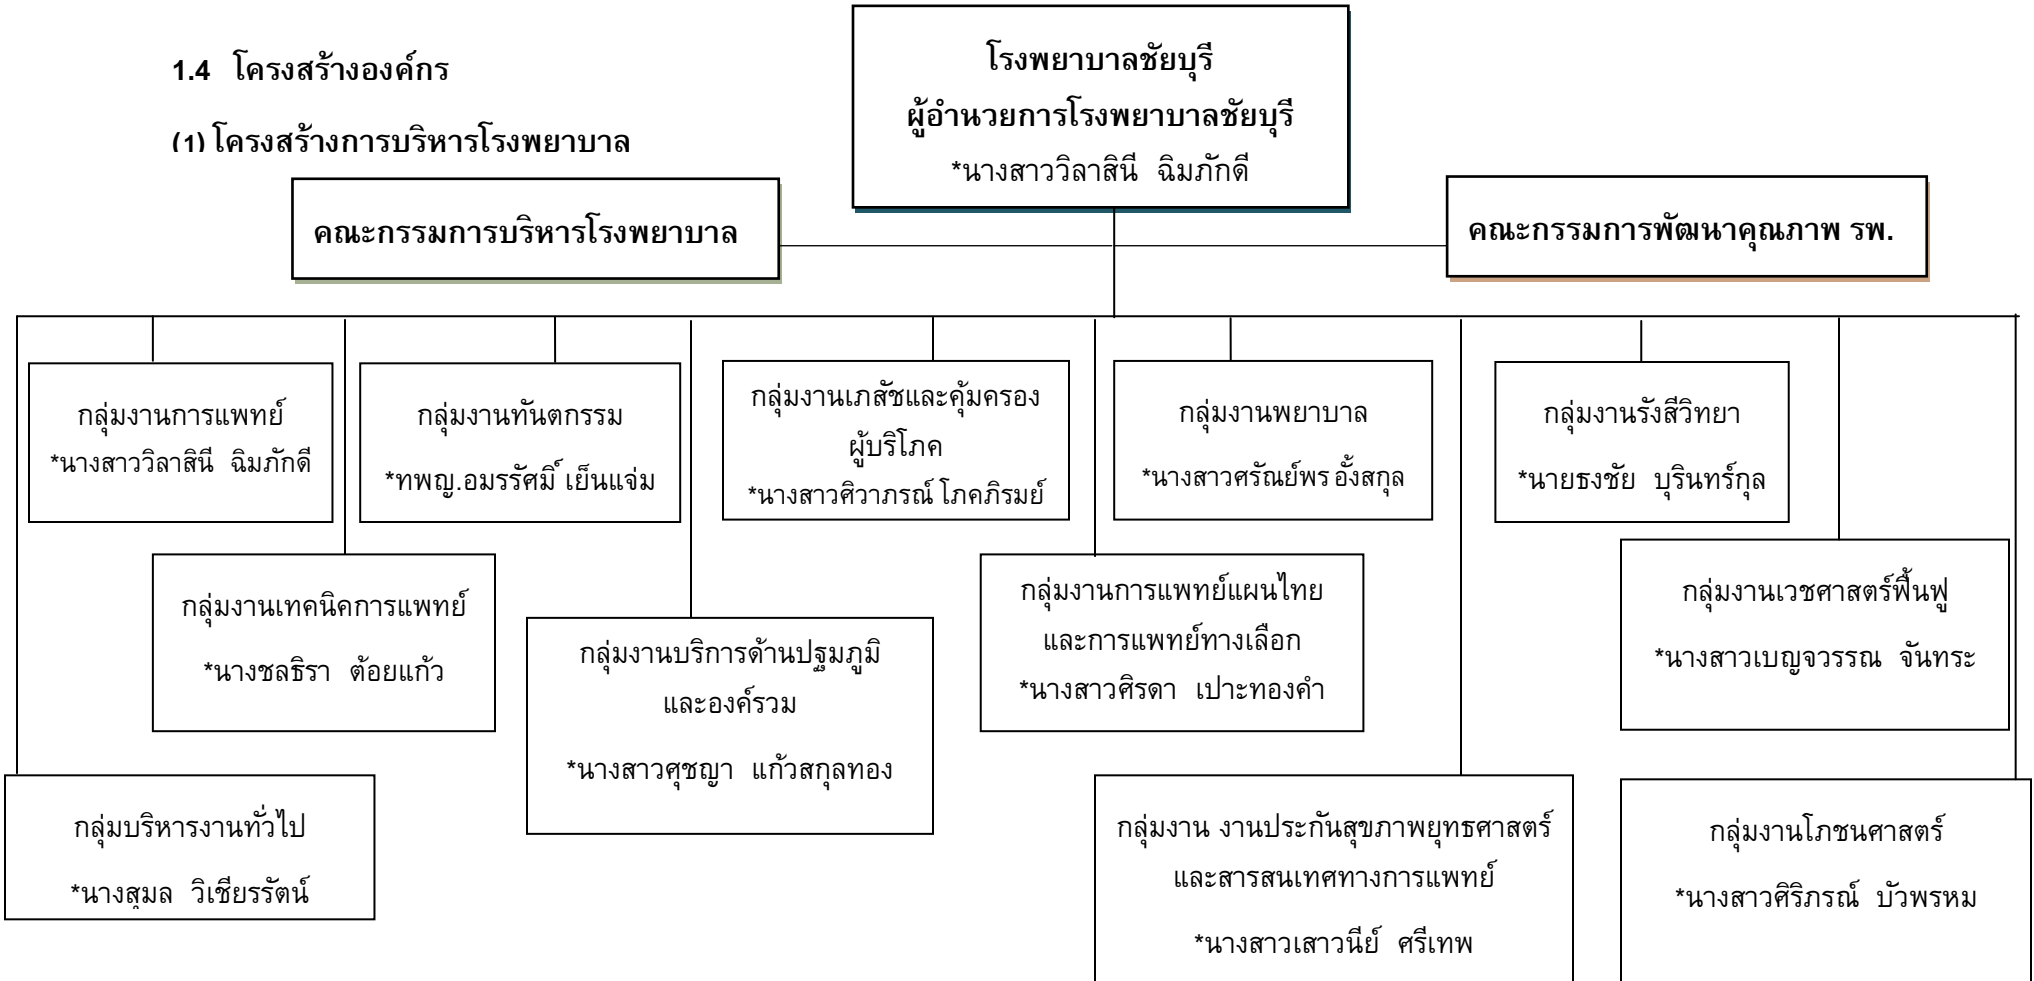 1.4 โครงสร้างองค์กร
(1) โครงสร้างการบริหารโรงพยาบาล
โรงพยาบาลชัยบุรี
ผู้อำนวยการโรงพยาบาลชัยบุรี
*นางสาววิลาสินี ฉิมภักดี
คณะกรรมการบริหารโรงพยาบาล
คณะกรรมการพัฒนาคุณภาพ รพ.
กลุ่มงานการแพทย์
*นางสาววิลาสินี ฉิมภักดี
กลุ่มงานทันตกรรม
*ทพญ.อมรรัศมิ์ เย็นแจ่ม
กลุ่มงานเภสัชและคุ้มครอง
ผู้บริโภค
*นางสาวศิวาภรณ์ โภคภิรมย์
กลุ่มงานพยาบาล
*นางสาวศรัณย์พร อั้งสกุล
กลุ่มงานรังสีวิทยา
*นายธงชัย บุรินทร์กุล
กลุ่มงานเทคนิคการแพทย์
*นางชลธิรา ต้อยแก้ว
กลุ่มงานบริการด้านปฐมภูมิ
และองค์รวม
*นางสาวศุชญา แก้วสกุลทอง
กลุ่มงานการแพทย์แผนไทย
และการแพทย์ทางเลือก
*นางสาวศิรดา เปาะทองคำ
กลุ่มงานเวชศาสตร์ฟื้นฟู
*นางสาวเบญจวรรณ จันทระ
กลุ่มบริหารงานทั่วไป
*นางสุมล วิเชียรรัตน์
กลุ่มงาน งานประกันสุขภาพยุทธศาสตร์
และสารสนเทศทางการแพทย์
*นางสาวเสาวนีย์ ศรีเทพ
กลุ่มงานโภชนศาสตร์
*นางสาวศิริภรณ์ บัวพรหม